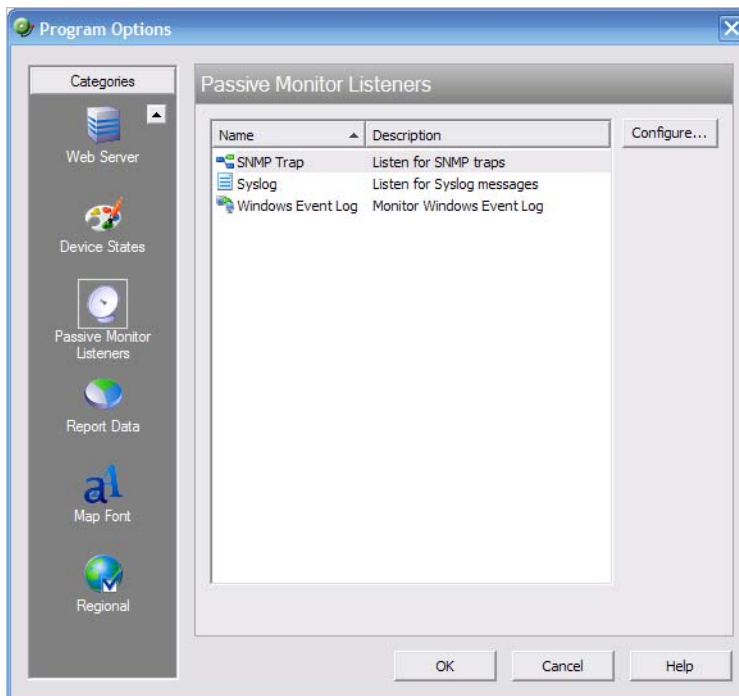 Program Options
Categories
Web Server
Device States
Passive Monitor
Listeners
Report Data
Map Font
Regional
Passive Monitor Listeners
Name Description
SNMP Trap Listen for SNMP traps
Syslog Listen for Syslog messages
Windows Event Log Monitor Windows Event Log
Configure...
OK Cancel Help